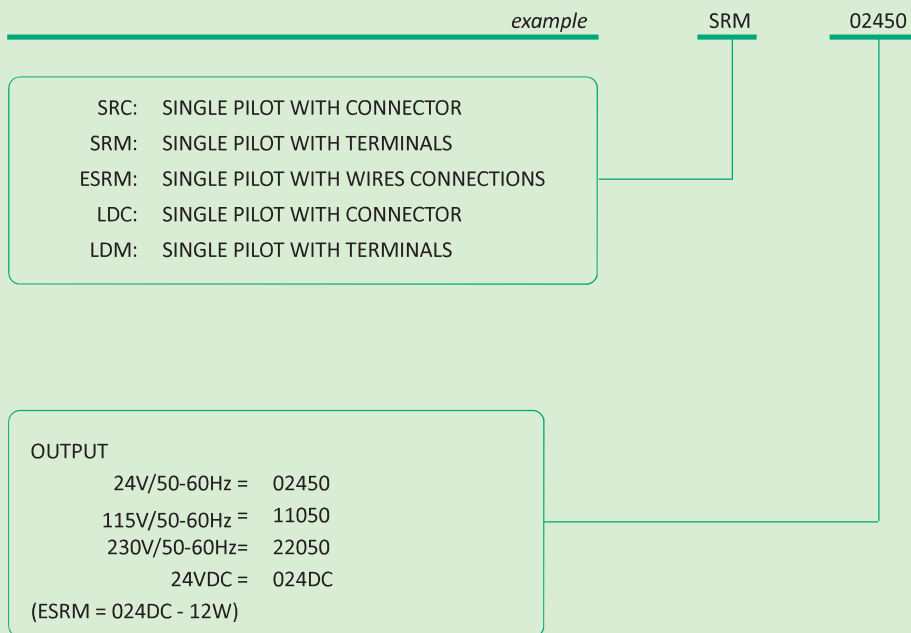 example SRM 02450
SRC: SINGLE PILOT WITH CONNECTOR
SRM: SINGLE PILOT WITH TERMINALS
ESRM: SINGLE PILOT WITH WIRES CONNECTIONS
LDC: SINGLE PILOT WITH CONNECTOR
LDM: SINGLE PILOT WITH TERMINALS
OUTPUT
24V/50-60Hz = 02450
115V/50-60Hz = 11050
230V/50-60Hz= 22050
24VDC = 024DC
(ESRM = 024DC - 12W)